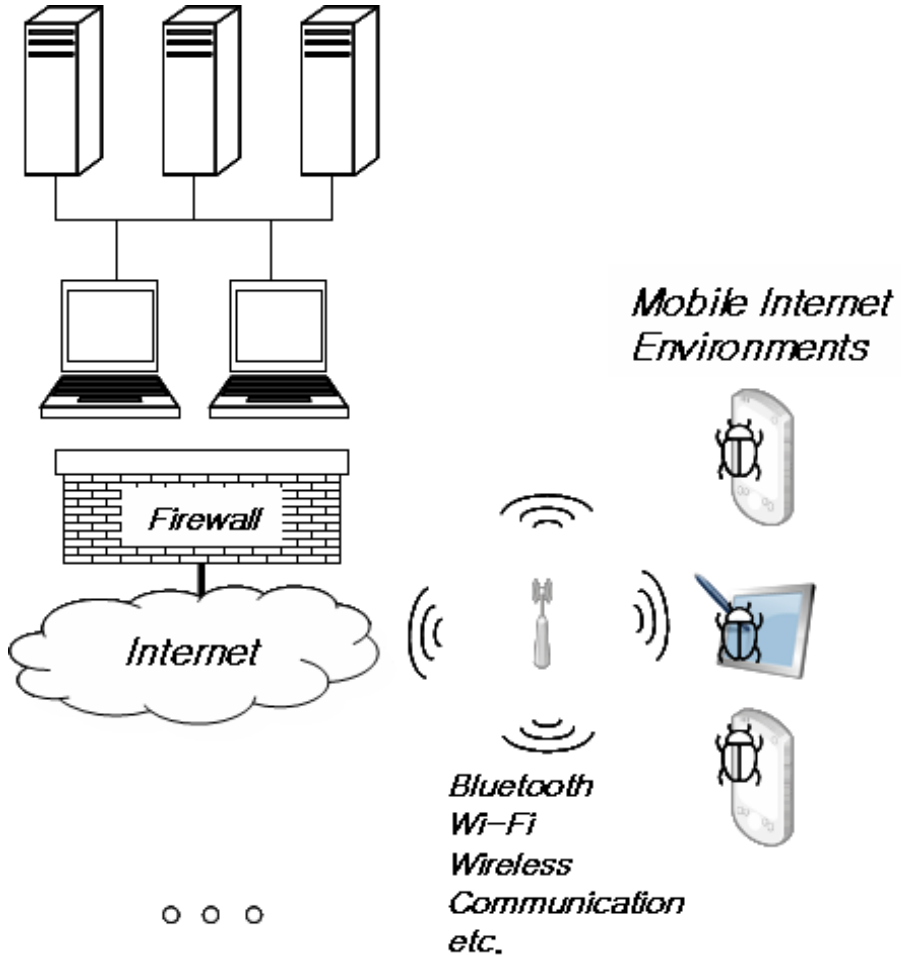 Mobile Internet
Environments
Firewall
Internet
Bluetooth
Wi-Fi
Wireless
Communication
etc.